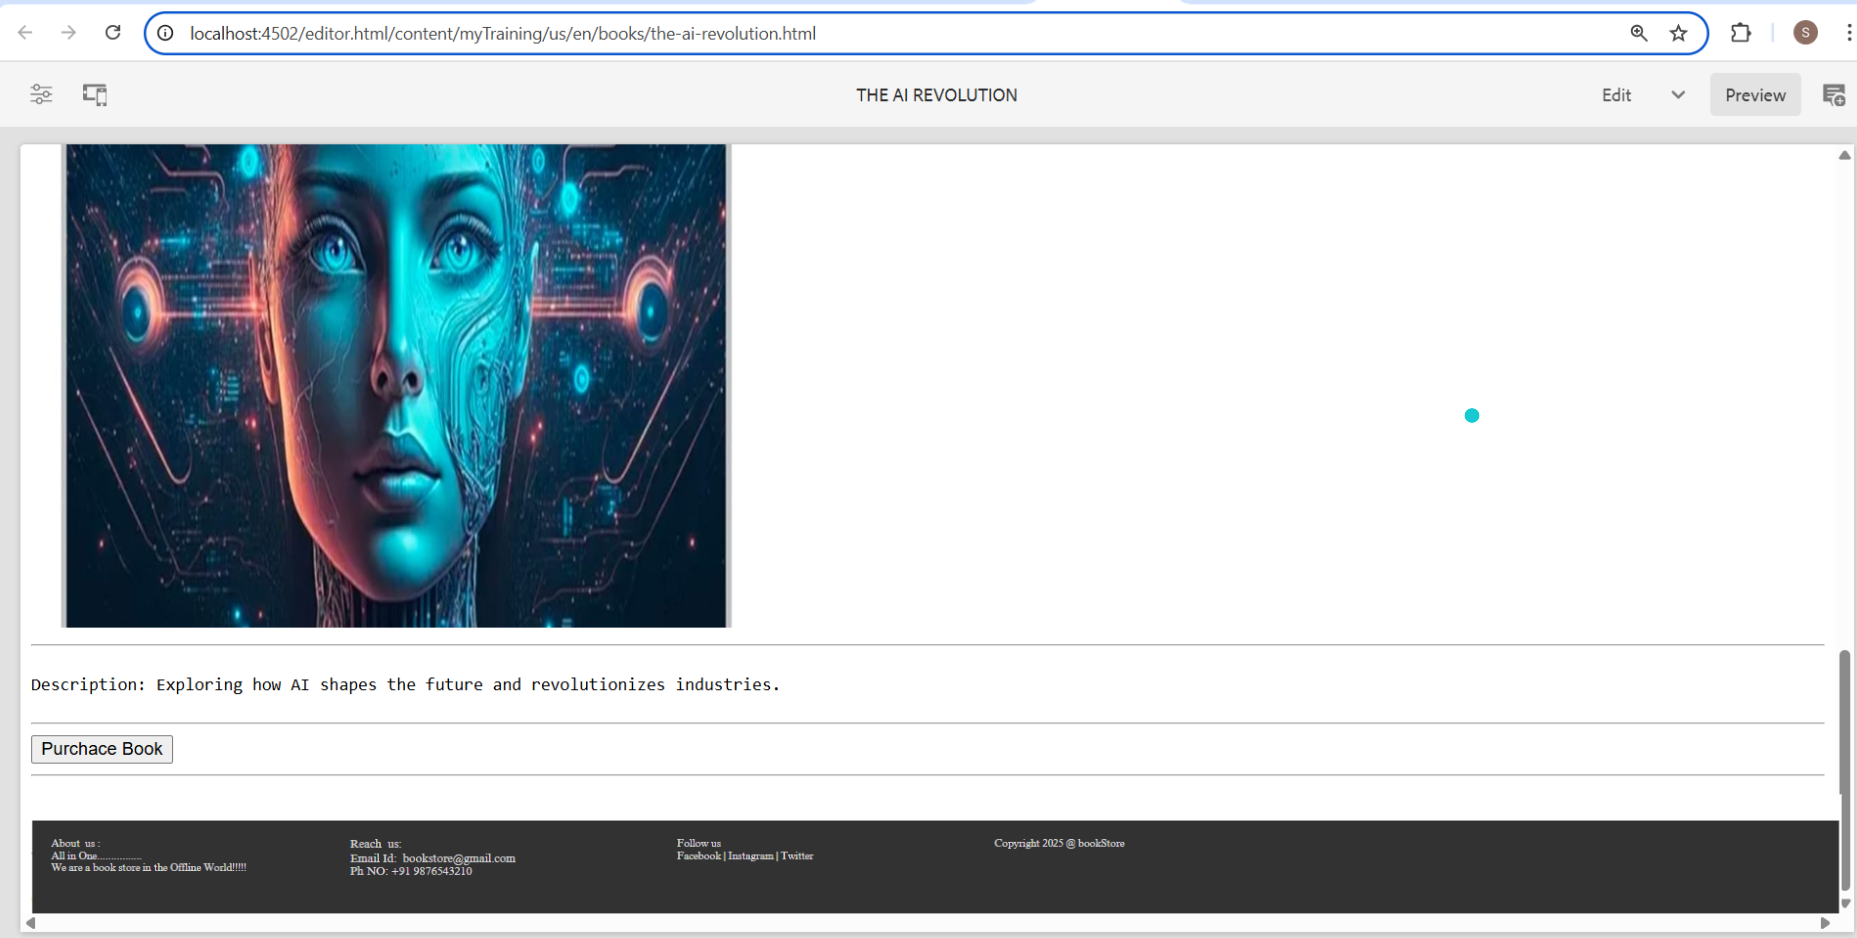 localhost:4502/editor.html/content/myTraining/us/en/books/the-ai-revolution.html
S
THE AI REVOLUTION
Edit
Preview
Description: Exploring how AI shapes the future and revolutionizes industries.
Purchace Book
About us :
All in One................
We are a book store in the Offline World!!!!!
Reach us:
Email Id: bookstore@gmail.com
Ph NO: +91 9876543210
Follow us
Facebook | Instagram | Twitter
Copyright 2025 @ bookStore